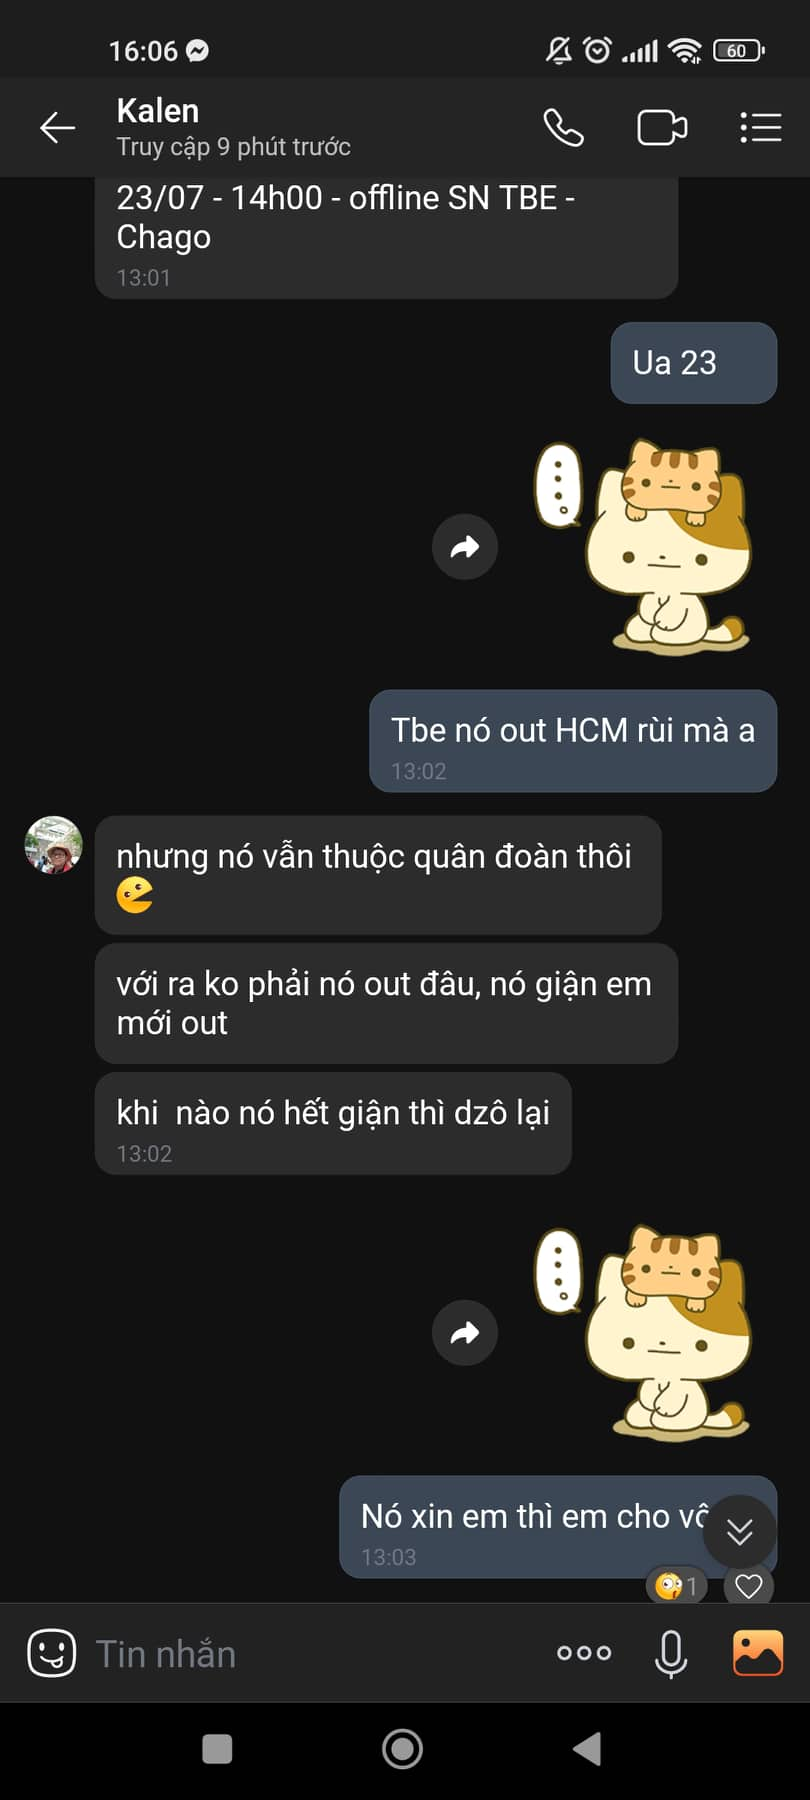 16:06
60
Kalen
Truy cập 9 phút trước
23/07 - 14h00 - offline SN TBE -
Chago
13:01
Ua 23
Tbe nó out HCM rùi mà a
13:02
nhưng nó vẫn thuộc quân đoàn thôi
với ra ko phải nó out đâu, nó giận em
mới out
khi  nào nó hết giận thì dzô lại
13:02
Nó xin em thì em cho vô
13:03
1
Tin nhắn